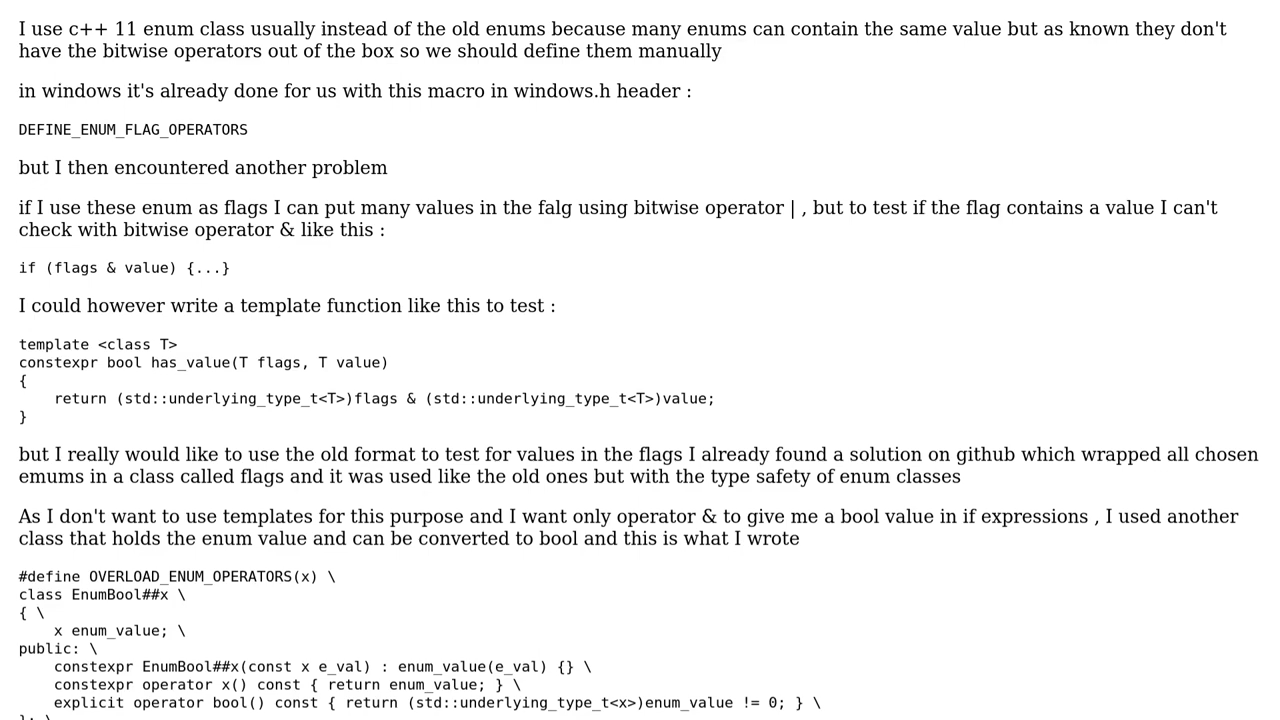 I use c++ 11 enum class usually instead of the old enums because many enums can contain the same value but as known they don't
have the bitwise operators out of the box so we should define them manually
in windows it's already done for us with this macro in windows.h header :
DEFINE_ENUM_FLAG_OPERATORS
but I then encountered another problem
if I use these enum as flags I can put many values in the falg using bitwise operator | , but to test if the flag contains a value I can't
check with bitwise operator & like this :
if (flags & value) {...}
I could however write a template function like this to test :
template <class T>
constexpr bool has_value(T flags, T value)
{
    return (std::underlying_type_t<T>)flags & (std::underlying_type_t<T>)value;
}
but I really would like to use the old format to test for values in the flags I already found a solution on github which wrapped all chosen
emums in a class called flags and it was used like the old ones but with the type safety of enum classes
As I don't want to use templates for this purpose and I want only operator & to give me a bool value in if expressions , I used another
class that holds the enum value and can be converted to bool and this is what I wrote
#define OVERLOAD_ENUM_OPERATORS(x) \
class EnumBool##x \
{ \
    x enum_value; \
public: \
    constexpr EnumBool##x(const x e_val) : enum_value(e_val) {} \
    constexpr operator x() const { return enum_value; } \
    explicit operator bool() const { return (std::underlying_type_t<x>)enum_value != 0; } \
}; \